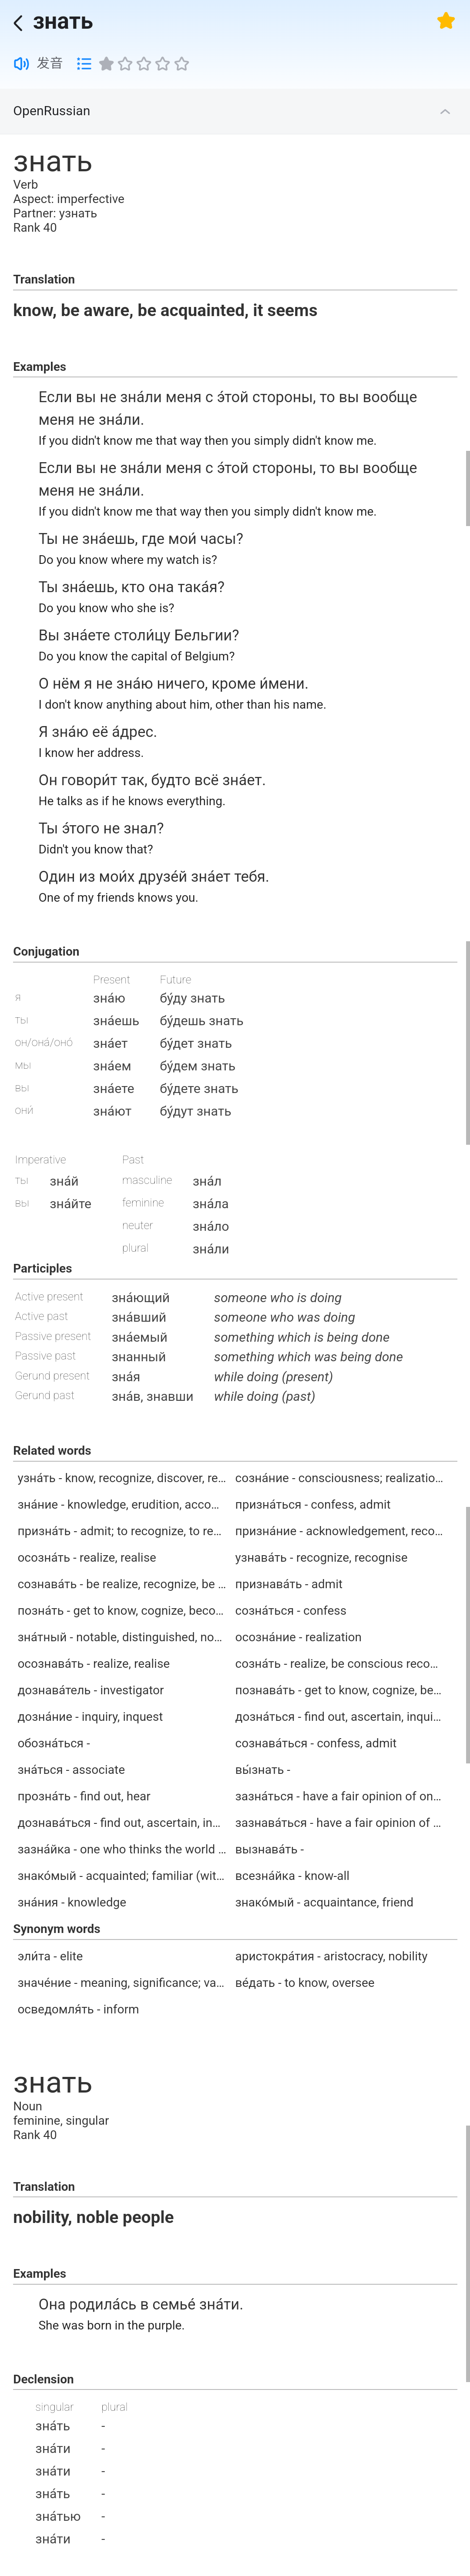 знать
发音
OpenRussian
знать
Verb
Aspect: imperfective
Partner: узнать
Rank 40
Translation
know, be aware, be acquainted, it seems
Examples
Если вы не зна́ли меня с э́той стороны, то вы вообще
меня не зна́ли.
If you didn't know me that way then you simply didn't know me.
Если вы не зна́ли меня с э́той стороны, то вы вообще
меня не зна́ли.
If you didn't know me that way then you simply didn't know me.
Ты не зна́ешь, где мои́ часы?
Do you know where my watch is?
Ты зна́ешь, кто она така́я?
Do you know who she is?
Вы зна́ете столи́цу Бельгии?
Do you know the capital of Belgium?
О нём я не зна́ю ничего, кроме и́мени.
I don't know anything about him, other than his name.
Я зна́ю её а́дрес.
I know her address.
Он говори́т так, будто всё зна́ет.
He talks as if he knows everything.
Ты э́того не знал?
Didn't you know that?
Один из мои́х друзе́й зна́ет тебя.
One of my friends knows you.
Conjugation
Present Future
я зна́ю бу́ду знать
ты зна́ешь бу́дешь знать
он/она́/оно́ зна́ет бу́дет знать
мы зна́ем бу́дем знать
вы зна́ете бу́дете знать
они́ зна́ют бу́дут знать
Imperative Past
ты зна́й masculine зна́л
вы зна́йте feminine зна́ла
neuter зна́ло
plural зна́ли
Participles
Active present зна́ющий someone who is doing
Active past зна́вший someone who was doing
Passive present зна́емый something which is being done
Passive past знанный something which was being done
Gerund present зна́я while doing (present)
Gerund past зна́в, знавши while doing (past)
Related words
узна́ть - know, recognize, discover, re... созна́ние - consciousness; realizatio...
зна́ние - knowledge, erudition, acco... призна́ться - confess, admit
призна́ть - admit; to recognize, to re... призна́ние - acknowledgement, reco...
осозна́ть - realize, realise узнава́ть - recognize, recognise
сознава́ть - be realize, recognize, be ... признава́ть - admit
позна́ть - get to know, cognize, beco... созна́ться - confess
зна́тный - notable, distinguished, no... осозна́ние - realization
осознава́ть - realize, realise созна́ть - realize, be conscious reco...
дознава́тель - investigator познава́ть - get to know, cognize, be...
дозна́ние - inquiry, inquest дозна́ться - find out, ascertain, inqui...
обозна́ться - сознава́ться - confess, admit
зна́ться - associate вы́знать -
прозна́ть - find out, hear зазна́ться - have a fair opinion of on...
дознава́ться - find out, ascertain, in... зазнава́ться - have a fair opinion of ...
зазна́йка - one who thinks the world ... вызнава́ть -
знако́мый - acquainted; familiar (wit... всезна́йка - know-all
зна́ния - knowledge знако́мый - acquaintance, friend
Synonym words
эли́та - elite аристокра́тия - aristocracy, nobility
значе́ние - meaning, significance; va... ве́дать - to know, oversee
осведомля́ть - inform
знать
Noun
feminine, singular
Rank 40
Translation
nobility, noble people
Examples
Она родила́сь в семье́ зна́ти.
She was born in the purple.
Declension
singular plural
зна́ть -
зна́ти -
зна́ти -
зна́ть -
зна́тью -
зна́ти -